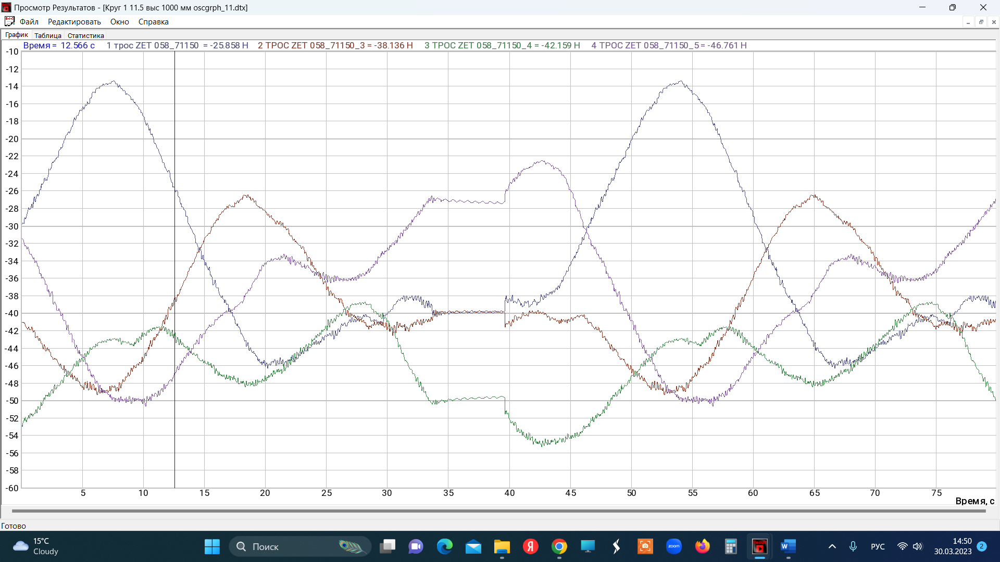 Просмотр Результатов - [Круг 1 11.5 выс 1000 мм oscgrph_11.dtx]
Файл Редактировать Окно Справка
График Таблица Статистика
Время = 12.566 с 1 трос ZET 058_71150 = -25.858 Н 2 ТРОС ZET 058_71150_3 = -38.136 Н 3 ТРОС ZET 058_71150_4 = -42.159 Н 4 ТРОС ZET 058_71150_5 = -46.761 Н
-10
-12
-14
-16
-18
-20
-22
-24
-26
-28
-30
-32
-34
-36
-38
-40
-42
-44
-46
-48
-50
-52
-54
-56
-58
-60
5 10 15 20 25 30 35 40 45 50 55 60 65 70 75
Время, с
Готово
15°C
Cloudy
Поиск
Я
zoom
Result
W
РУС
14:50
30.03.2023
2